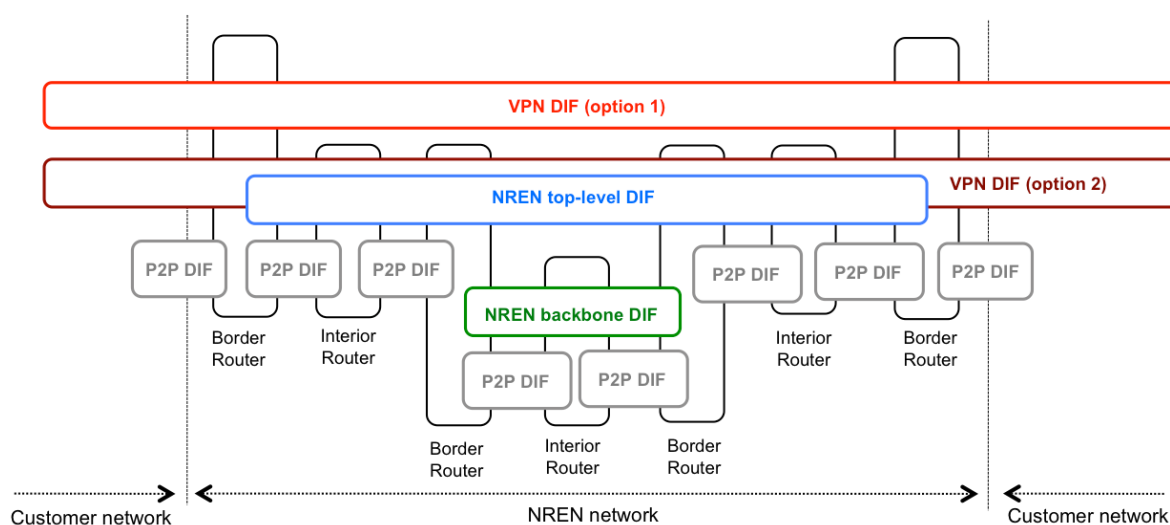 VPN DIF (option 1)
VPN DIF (option 2)
NREN top-level DIF
P2P DIF
P2P DIF
P2P DIF
P2P DIF
P2P DIF
P2P DIF
NREN backbone DIF
Border
Router
Interior
Router
Interior
Router
Border
Router
P2P DIF
P2P DIF
Border
Router
Interior
Router
Border
Router
Customer network
NREN network
Customer network